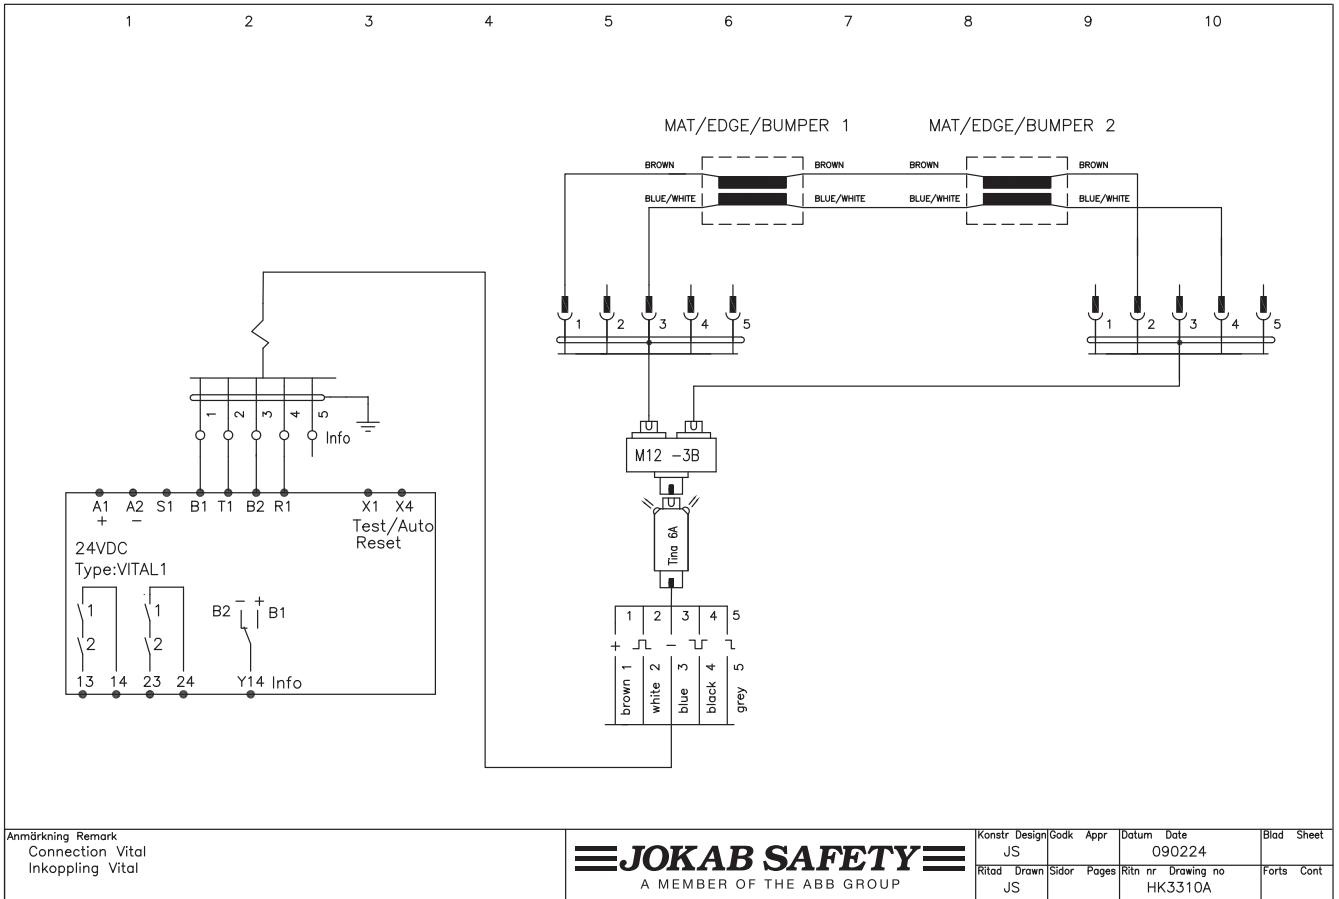 1 2 3 4 5 6 7 8 9 10
MAT/EDGE/BUMPER 1 MAT/EDGE/BUMPER 2
BROWN BROWN BROWN BROWN
BLUE/WHITE BLUE/WHITE BLUE/WHITE BLUE/WHITE
1 2 3 4 5 1 2 3 4 5
1 2 3 4 5
Info
M12 -3B
A1 A2 S1 B1 T1 B2 R1 X1 X4
+ -
Test/Auto
Reset
24VDC
Type:VITAL1
Tina 6A
1 1 B2 - + B1
2 2
13 14 23 24 Y14 Info
1 2 3 4 5
+ -
brown 1
white 2
blue 3
black 4
grey 5
Anmärkning Remark
Connection Vital
Inkoppling Vital
JOKAB SAFETY
A MEMBER OF THE ABB GROUP
Konstr Design Godk Appr Datum Date Blad Sheet
JS 090224
Ritad Drawn Sidor Pages Ritn nr Drawing no Forts Cont
JS HK3310A